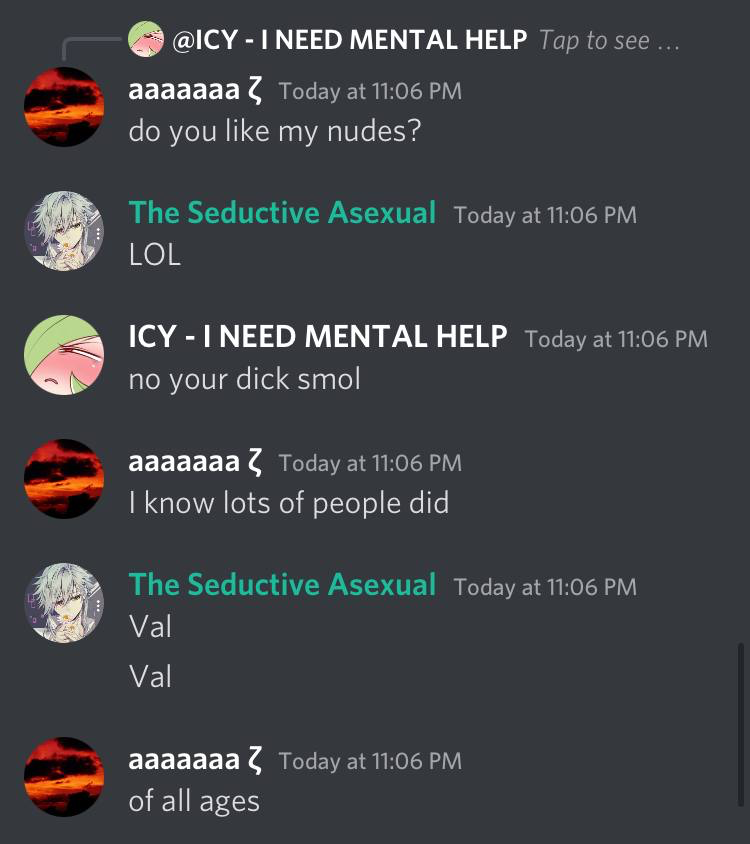 @ICY - I NEED MENTAL HELP Tap to see ...
aaaaaaa ζ Today at 11:06 PM
do you like my nudes?
The Seductive Asexual Today at 11:06 PM
LOL
ICY - I NEED MENTAL HELP Today at 11:06 PM
no your dick smol
aaaaaaa ζ Today at 11:06 PM
I know lots of people did
The Seductive Asexual Today at 11:06 PM
Val
Val
aaaaaaa ζ Today at 11:06 PM
of all ages